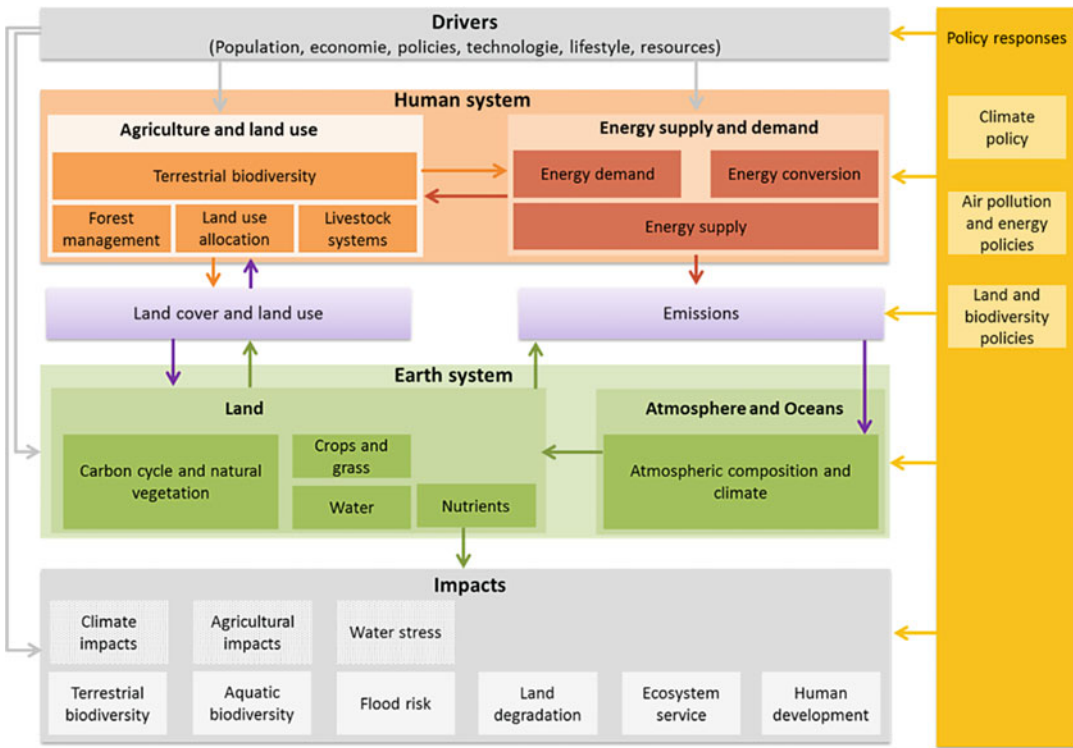 Drivers
(Population, economie, policies, technologie, lifestyle, resources)
Policy responses
Climate
policy
Air pollution
and energy
policies
Land and
biodiversity
policies
Human system
Agriculture and land use
Terrestrial biodiversity
Forest
management
Land use
allocation
Livestock
systems
Energy supply and demand
Energy demand
Energy conversion
Energy supply
Land cover and land use
Emissions
Earth system
Land
Carbon cycle and natural
vegetation
Crops and
grass
Water
Nutrients
Atmosphere and Oceans
Atmospheric composition and
climate
Impacts
Climate
impacts
Agricultural
impacts
Water stress
Terrestrial
biodiversity
Aquatic
biodiversity
Flood risk
Land
degradation
Ecosystem
service
Human
development